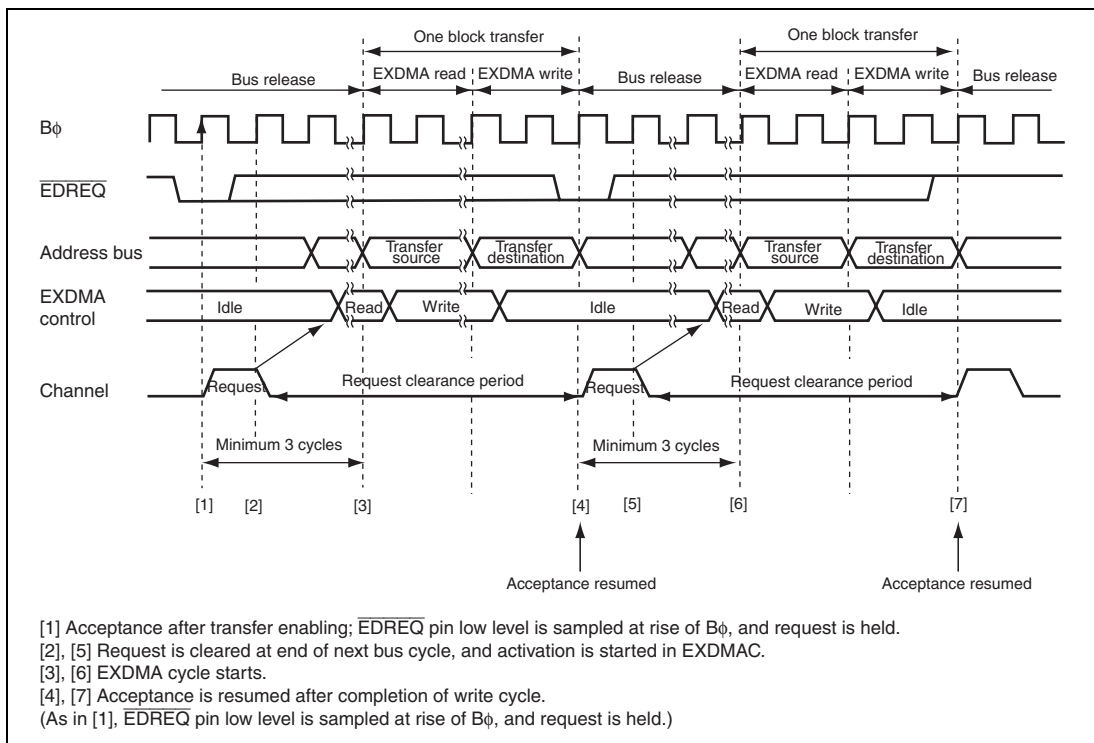 One block transfer One block transfer
Bus release EXDMA read EXDMA write Bus release EXDMA read EXDMA write Bus release
Bφ
EDREQ
Address bus Transfer source Transfer destination Transfer source Transfer destination
EXDMA control Idle Read Write Idle Read Write Idle
Channel Request Request clearance period Request Request clearance period
Minimum 3 cycles Minimum 3 cycles
[1] [2] [3] [4] [5] [6] [7]
Acceptance resumed Acceptance resumed
[1] Acceptance after transfer enabling; EDREQ pin low level is sampled at rise of Bφ, and request is held.
[2], [5] Request is cleared at end of next bus cycle, and activation is started in EXDMAC.
[3], [6] EXDMA cycle starts.
[4], [7] Acceptance is resumed after completion of write cycle.
(As in [1], EDREQ pin low level is sampled at rise of Bφ, and request is held.)